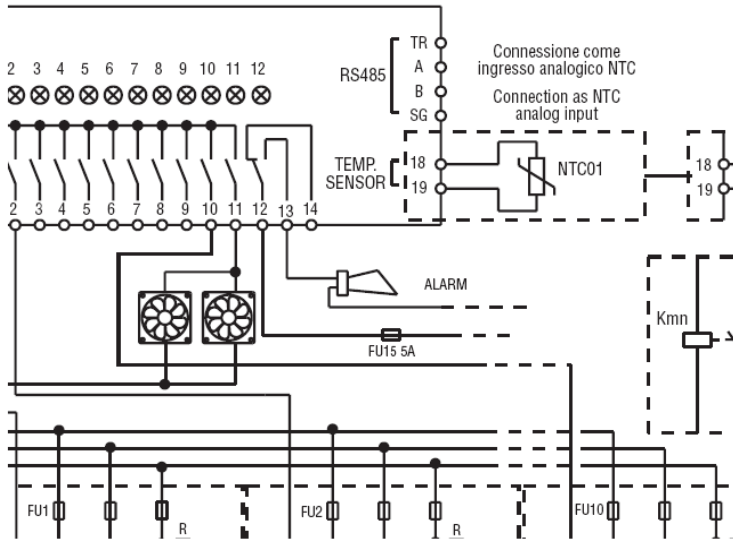 TR
RS485
A
B
SG
Connessione come
ingresso analogico NTC
Connection as NTC
analog input
2 3 4 5 6 7 8 9 10 11 12
TEMP.
SENSOR
18
19
NTC01
18
19
2 3 4 5 6 7 8 9 10 11 12 13 14
ALARM
Kmn
FU15 5A
FU1
R
FU2
R
FU10